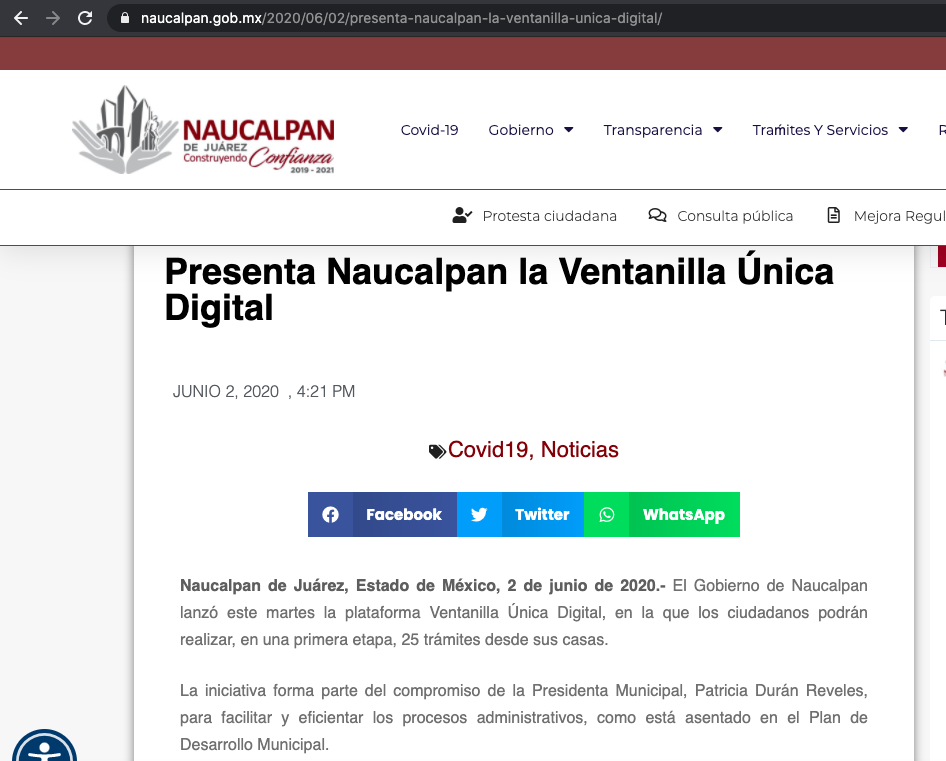 naucalpan.gob.mx/2020/06/02/presenta-naucalpan-la-ventanilla-unica-digital/
NAUCALPAN
DE JUÁREZ
Construyendo Confianza
2019 - 2021
Covid-19 Gobierno Transparencia Tramites Y Servicios R
Protesta ciudadana Consulta pública Mejora Regul
Presenta Naucalpan la Ventanilla Única
Digital
JUNIO 2, 2020 , 4:21 PM
Covid19, Noticias
Facebook Twitter WhatsApp
Naucalpan de Juárez, Estado de México, 2 de junio de 2020.- El Gobierno de Naucalpan
lanzó este martes la plataforma Ventanilla Única Digital, en la que los ciudadanos podrán
realizar, en una primera etapa, 25 trámites desde sus casas.
La iniciativa forma parte del compromiso de la Presidenta Municipal, Patricia Durán Reveles,
para facilitar y eficientar los procesos administrativos, como está asentado en el Plan de
Desarrollo Municipal.